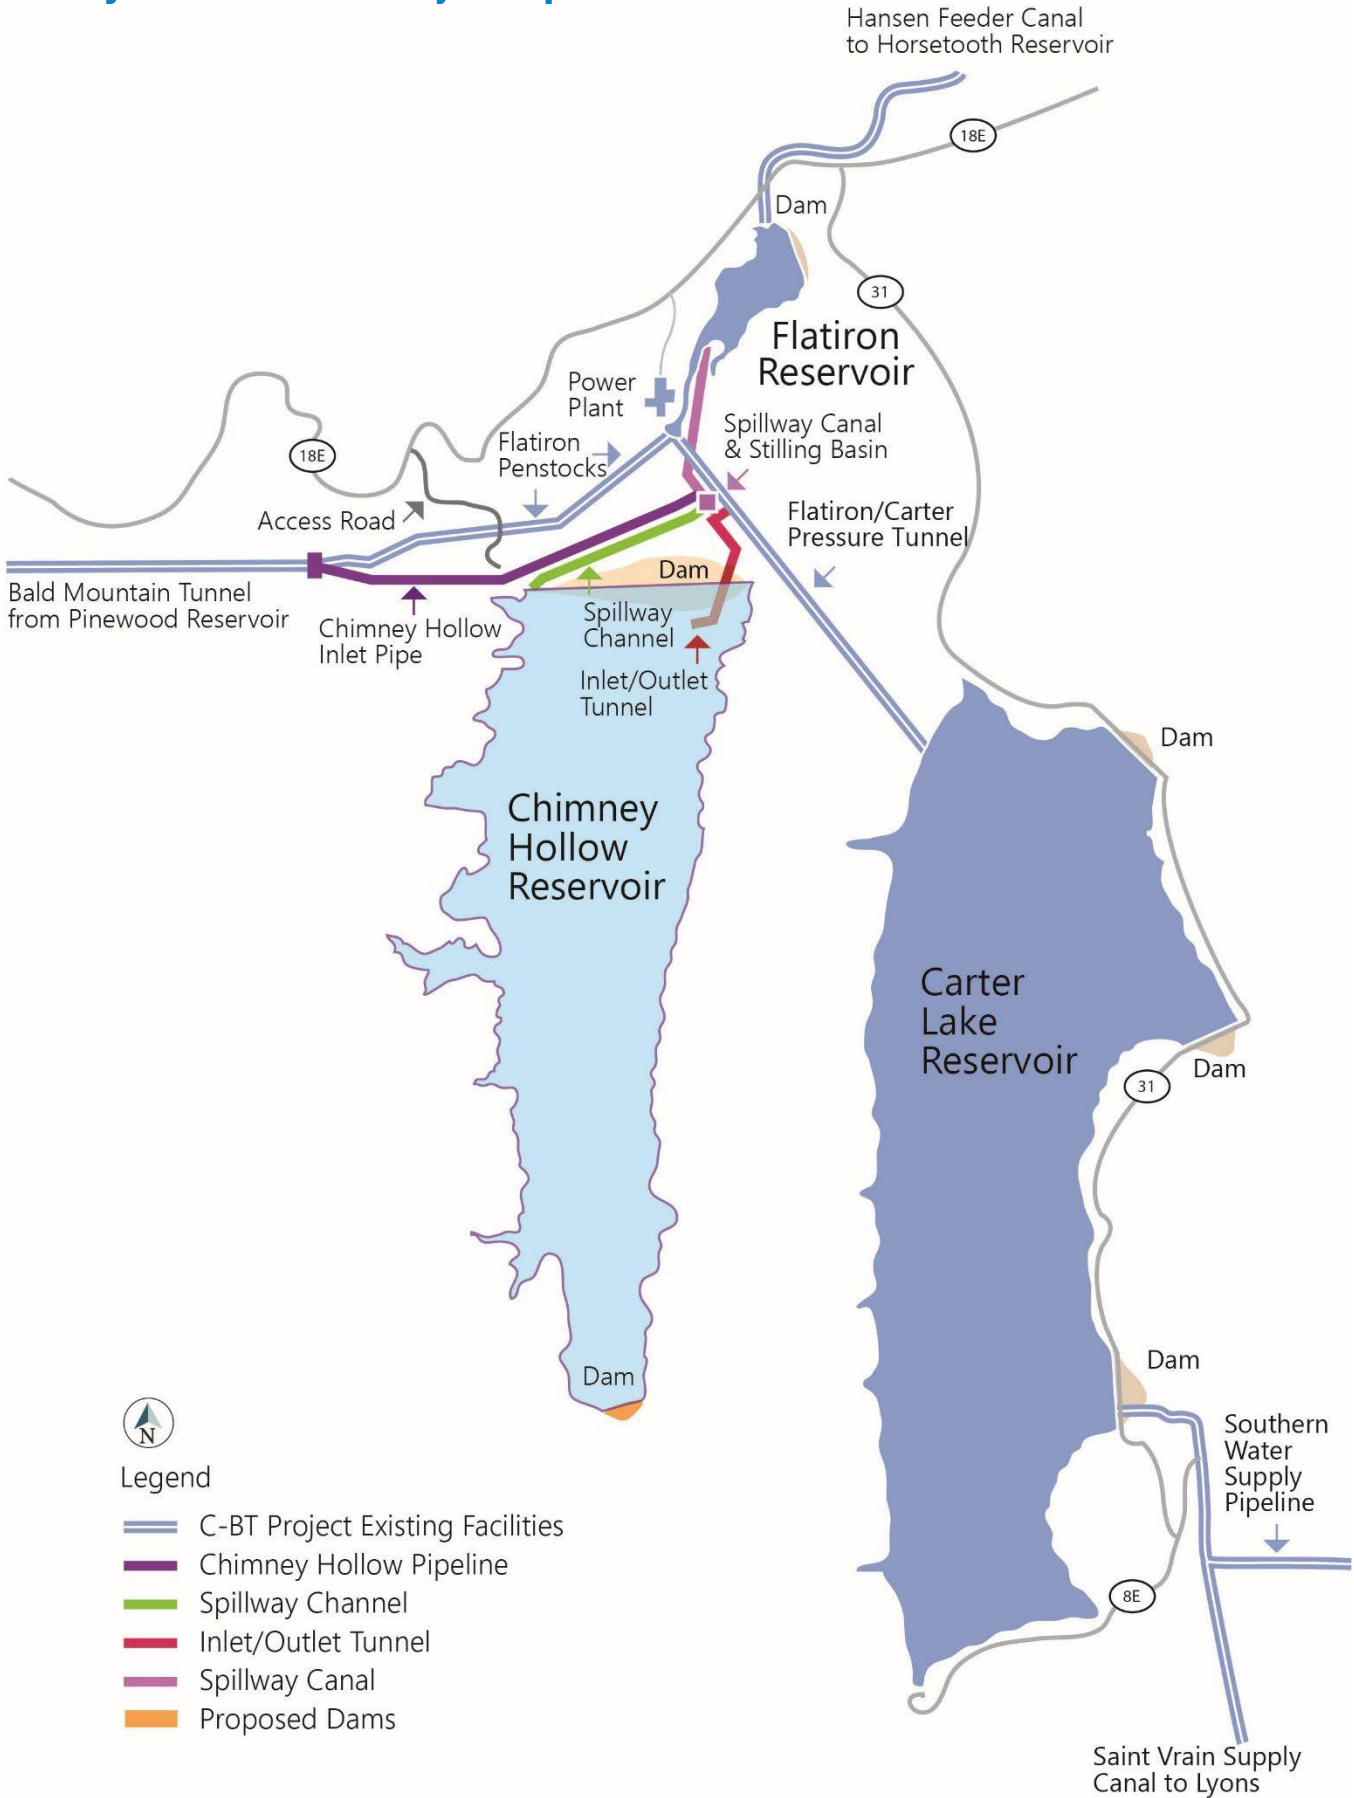 Hansen Feeder Canal
to Horsetooth Reservoir
18E
Dam
31
Flatiron
Reservoir
Power
Plant
Spillway Canal
& Stilling Basin
Flatiron
Penstocks
18E
Access Road
Flatiron/Carter
Pressure Tunnel
Dam
Bald Mountain Tunnel
from Pinewood Reservoir
Chimney Hollow
Inlet Pipe
Spillway
Channel
Inlet/Outlet
Tunnel
Dam
Chimney
Hollow
Reservoir
Carter
Lake
Reservoir
Dam
31
Dam
Dam
Southern
Water
Supply
Pipeline
8E
N
Legend
C-BT Project Existing Facilities
Chimney Hollow Pipeline
Spillway Channel
Inlet/Outlet Tunnel
Spillway Canal
Proposed Dams
Saint Vrain Supply
Canal to Lyons